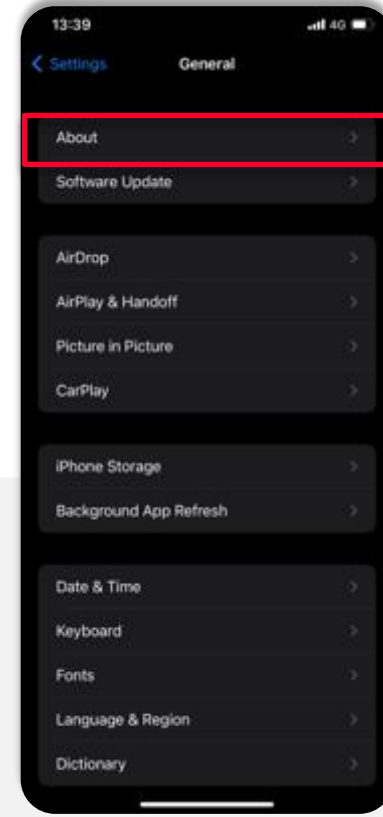 13:39
4G
Settings
General
About
Software Update
AirDrop
AirPlay & Handoff
Picture in Picture
CarPlay
iPhone Storage
Background App Refresh
Date & Time
Keyboard
Fonts
Language & Region
Dictionary